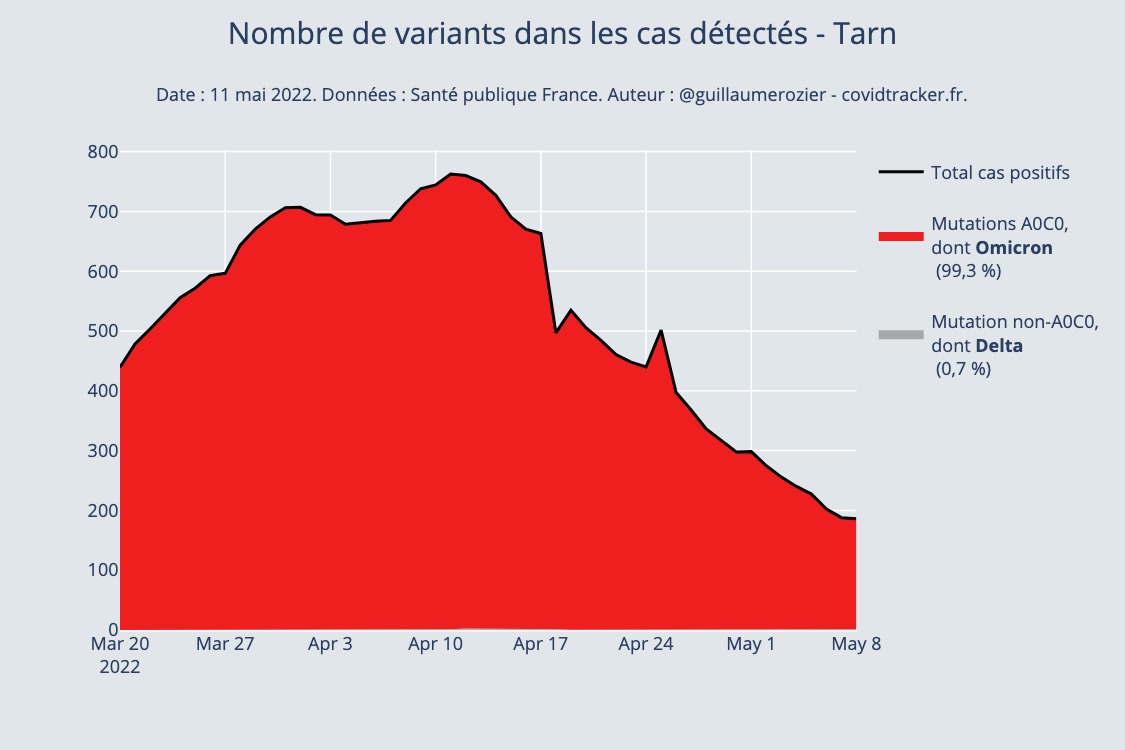 Nombre de variants dans les cas détectés - Tarn
Date : 11 mai 2022. Données : Santé publique France. Auteur : @guillaumerozier - covidtracker.fr.
800
700
600
500
400
300
200
100
0
Mar 20
2022
Mar 27
Apr 3
Apr 10
Apr 17
Apr 24
May 1
May 8
Total cas positifs
Mutations A0C0,
dont Omicron
(99,3 %)
Mutation non-A0C0,
dont Delta
(0,7 %)